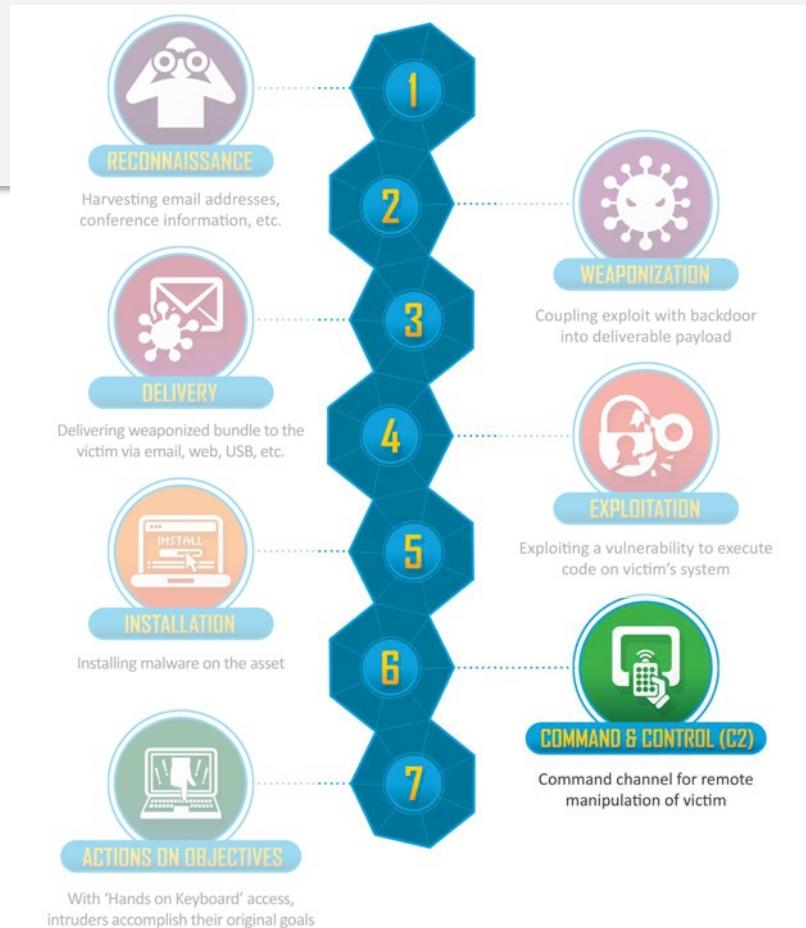 1
RECONNAISSANCE
Harvesting email addresses,
conference information, etc.
2
WEAPONIZATION
Coupling exploit with backdoor
into deliverable payload
3
DELIVERY
Delivering weaponized bundle to the
victim via email, web, USB, etc.
4
EXPLOITATION
Exploiting a vulnerability to execute
code on victim's system
5
INSTALL
INSTALLATION
Installing malware on the asset
6
COMMAND & CONTROL (C2)
Command channel for remote
manipulation of victim
7
ACTIONS ON OBJECTIVES
With 'Hands on Keyboard' access,
intruders accomplish their original goals